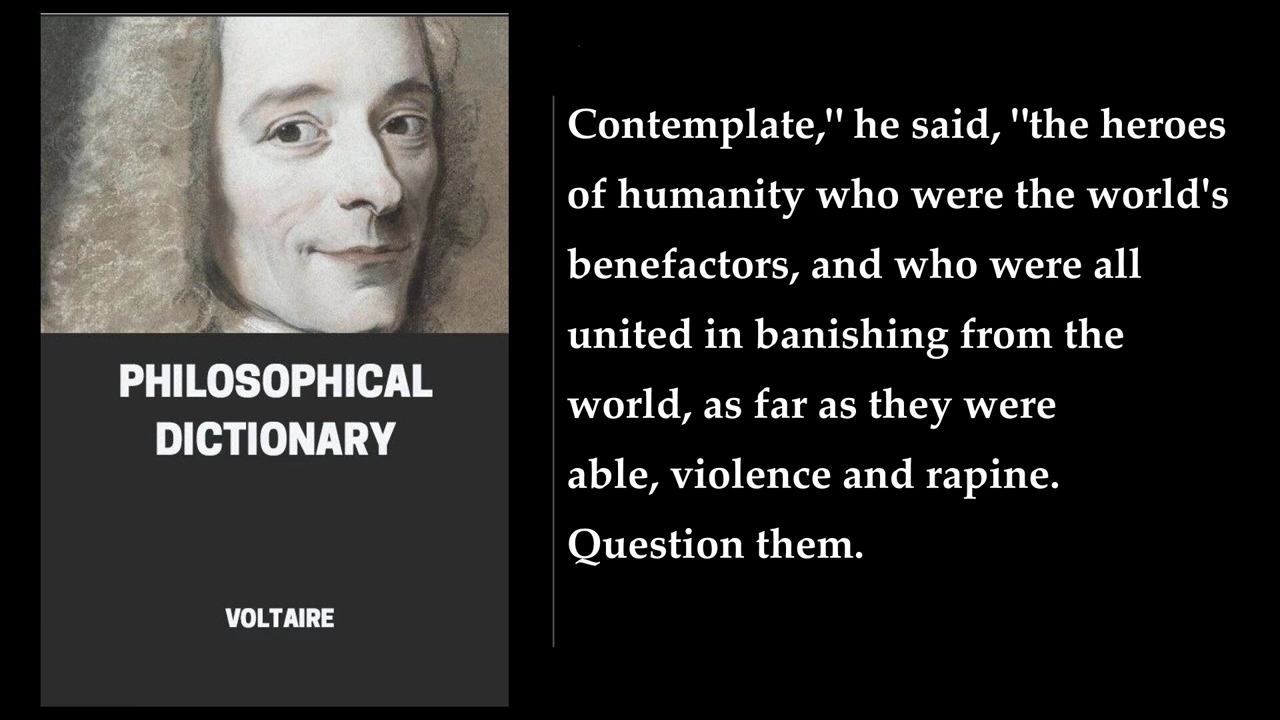 PHILOSOPHICAL
DICTIONARY
VOLTAIRE
Contemplate," he said, "the heroes
of humanity who were the world's
benefactors, and who were all
united in banishing from the
world, as far as they were
able, violence and rapine.
Question them.